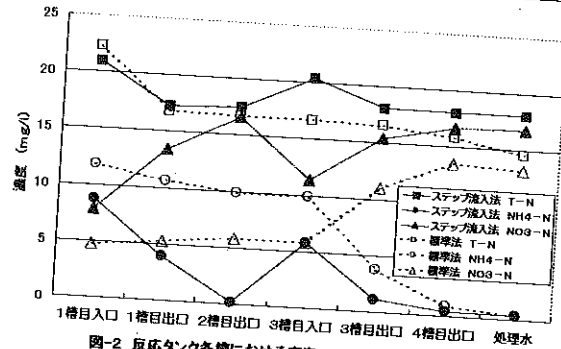 25
20
15
10
5
0
濃度 (mg/l)
ステップ流入法 T-N
ステップ流入法 NH4-N
ステップ流入法 NO3-N
標準法 T-N
標準法 NH4-N
標準法 NO3-N
1槽目入口 1槽目出口 2槽目出口 3槽目入口 3槽目出口 4槽目出口 処理水
図-2 反応タンク各槽における